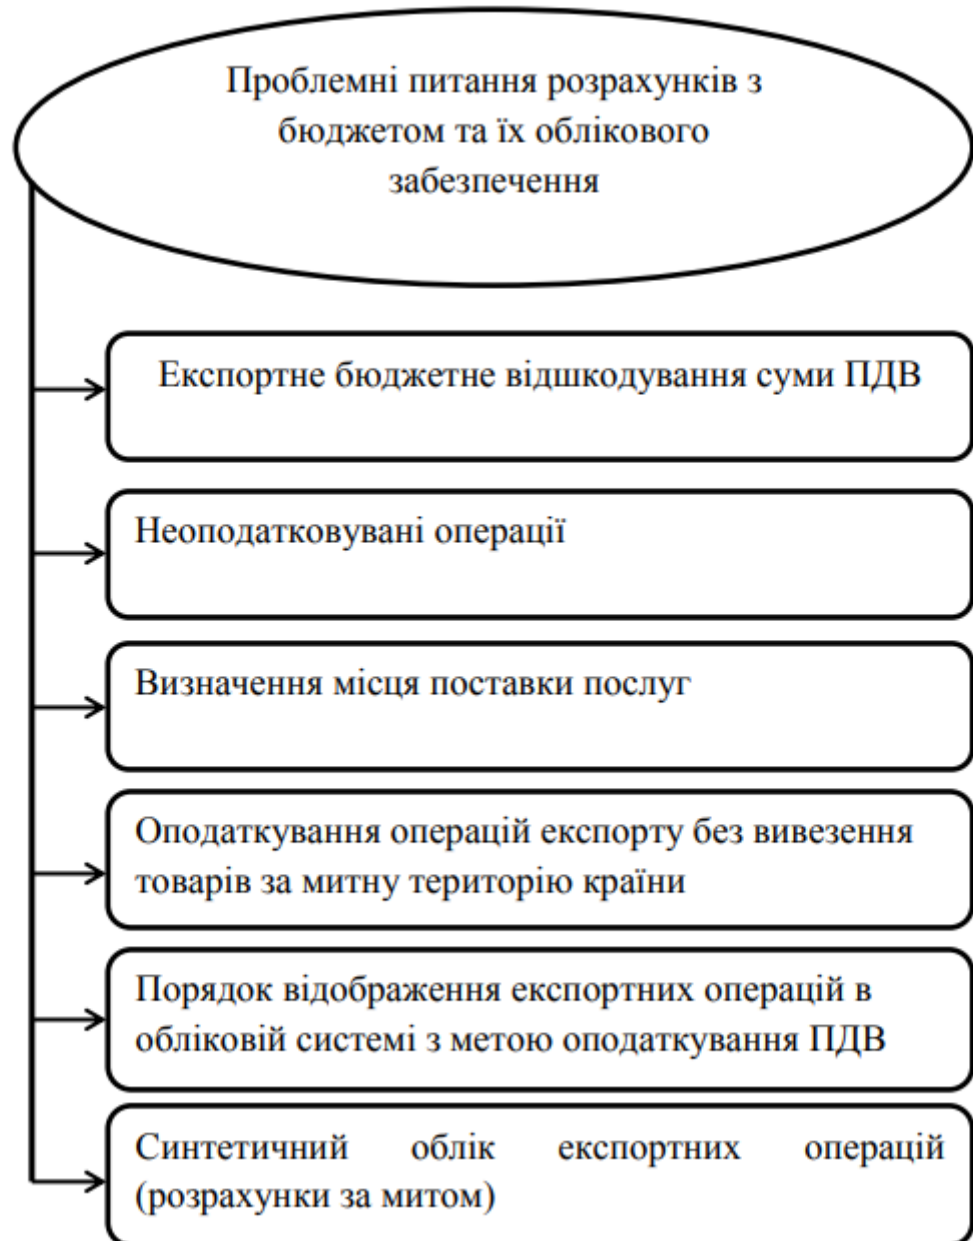 Проблемні питання розрахунків з
бюджетом та їх облікового
забезпечення
Експортне бюджетне відшкодування суми ПДВ
Неоподатковувані операції
Визначення місця поставки послуг
Оподаткування операцій експорту без вивезення
товарів за митну територію країни
Порядок відображення експортних операцій в
обліковій системі з метою оподаткування ПДВ
Синтетичний облік експортних операцій
(розрахунки за митом)